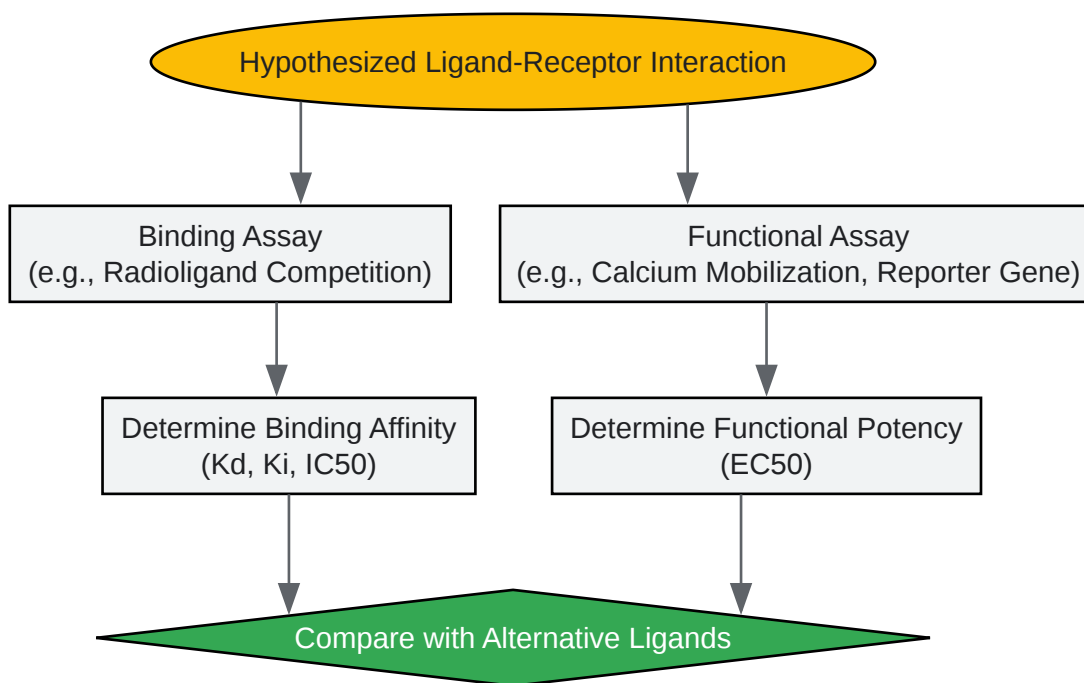 Hypothesized Ligand-Receptor Interaction
Binding Assay
(e.g., Radioligand Competition)
Functional Assay
(e.g., Calcium Mobilization, Reporter Gene)
Determine Binding Affinity
(Kd, Ki, IC50)
Determine Functional Potency
(EC50)
Compare with Alternative Ligands